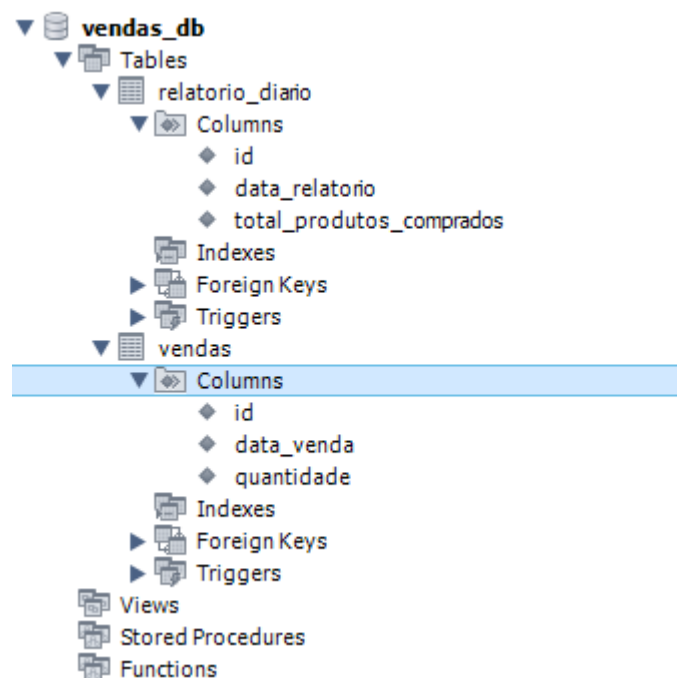 vendas_db
Tables
relatorio_diario
Columns
id
data_relatorio
total_produtos_comprados
Indexes
Foreign Keys
Triggers
vendas
Columns
id
data_venda
quantidade
Indexes
Foreign Keys
Triggers
Views
Stored Procedures
Functions